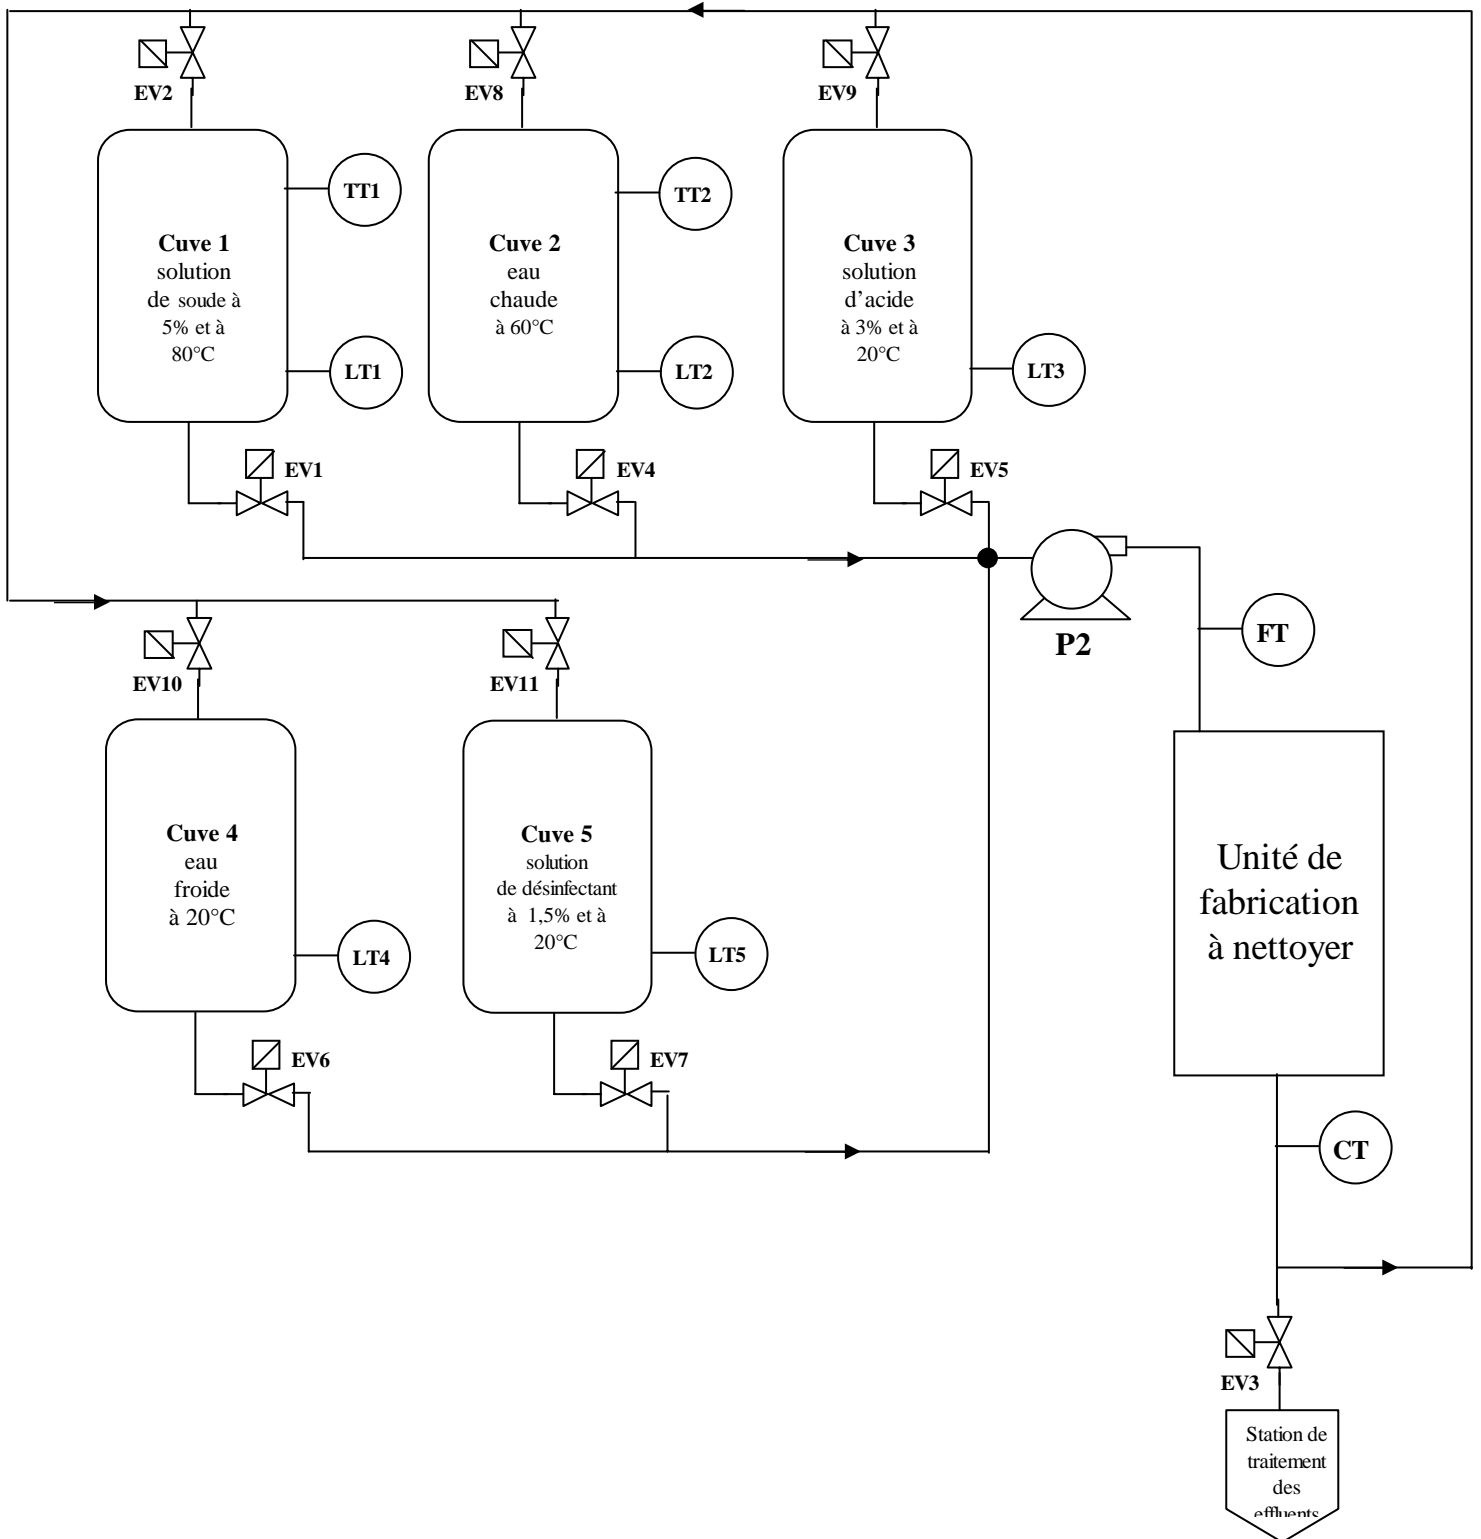 EV2
EV8
EV9
TT1
TT2
Cuve 1
solution
de soude à
5% et à
80°C
Cuve 2
eau
chaude
à 60°C
Cuve 3
solution
d’acide
à 3% et à
20°C
LT1
LT2
LT3
EV1
EV4
EV5
P2
FT
EV10
EV11
Cuve 4
eau
froide
à 20°C
Cuve 5
solution
de désinfectant
à 1,5% et à
20°C
LT4
LT5
Unité de
fabrication
à nettoyer
EV6
EV7
CT
EV3
Station de
traitement
des
effluents